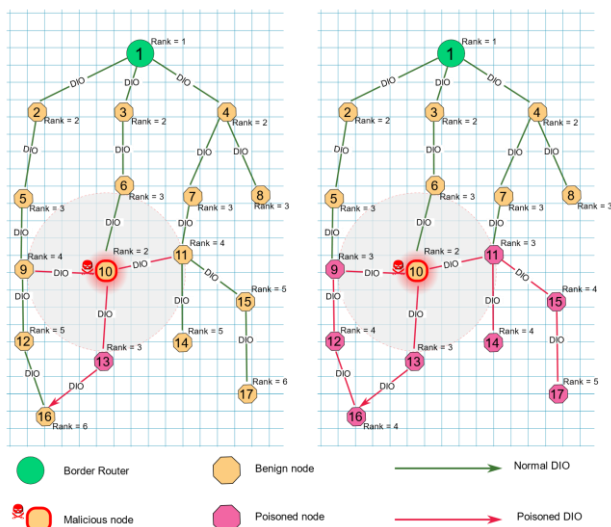 Rank = 1
1
DIO
DIO
DIO
2
3
4
Rank = 2
Rank = 2
Rank = 2
DIO
DIO
DIO
DIO
6
5
7
8
Rank = 3
Rank = 3
Rank = 3
Rank = 3
DIO
DIO
DIO
Rank = 4
Rank = 2
11
Rank = 4
9
DIO
10
DIO
DIO
Rank = 5
15
DIO
DIO
DIO
Rank = 5
12
Rank = 3
14
Rank = 5
13
DIO
DIO
DIO
Rank = 6
17
16
Rank = 6
Rank = 1
1
DIO
DIO
DIO
2
3
4
Rank = 2
Rank = 2
Rank = 2
DIO
DIO
DIO
DIO
6
5
7
8
Rank = 3
Rank = 3
Rank = 3
Rank = 3
DIO
DIO
DIO
Rank = 3
Rank = 2
11
Rank = 3
9
DIO
10
DIO
DIO
Rank = 4
15
DIO
DIO
DIO
Rank = 4
12
Rank = 3
14
Rank = 4
13
DIO
DIO
DIO
Rank = 5
17
16
Rank = 4
Border Router
Benign node
Normal DIO
Malicious node
Poisoned node
Poisoned DIO